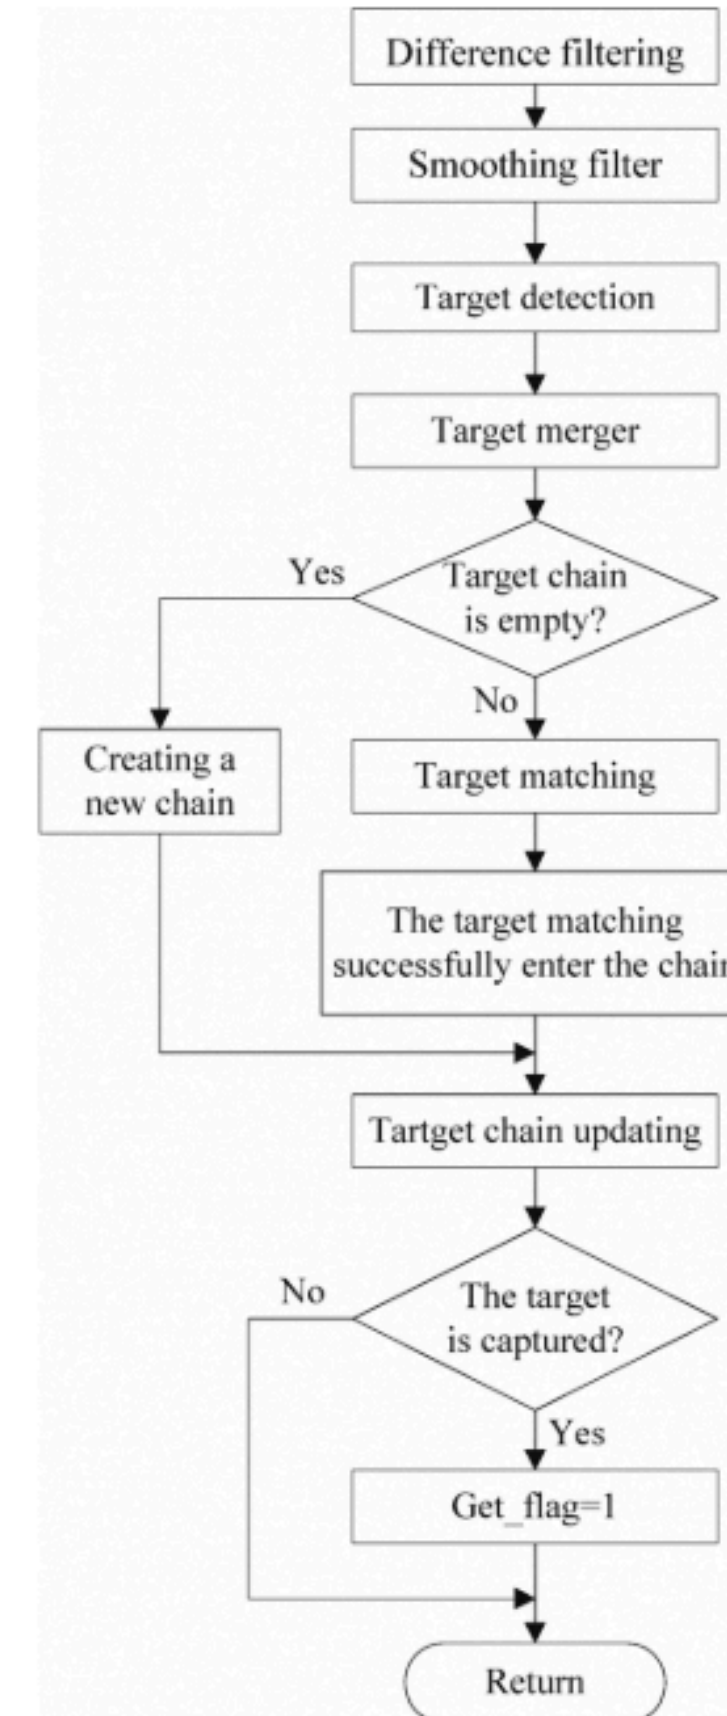 Difference filtering
Smoothing filter
Target detection
Target merger
Yes
Target chain
is empty?
No
Creating a
new chain
Target matching
The target matching
successfully enter the chain
Tartget chain updating
No
The target
is captured?
Yes
Get_flag=1
Return